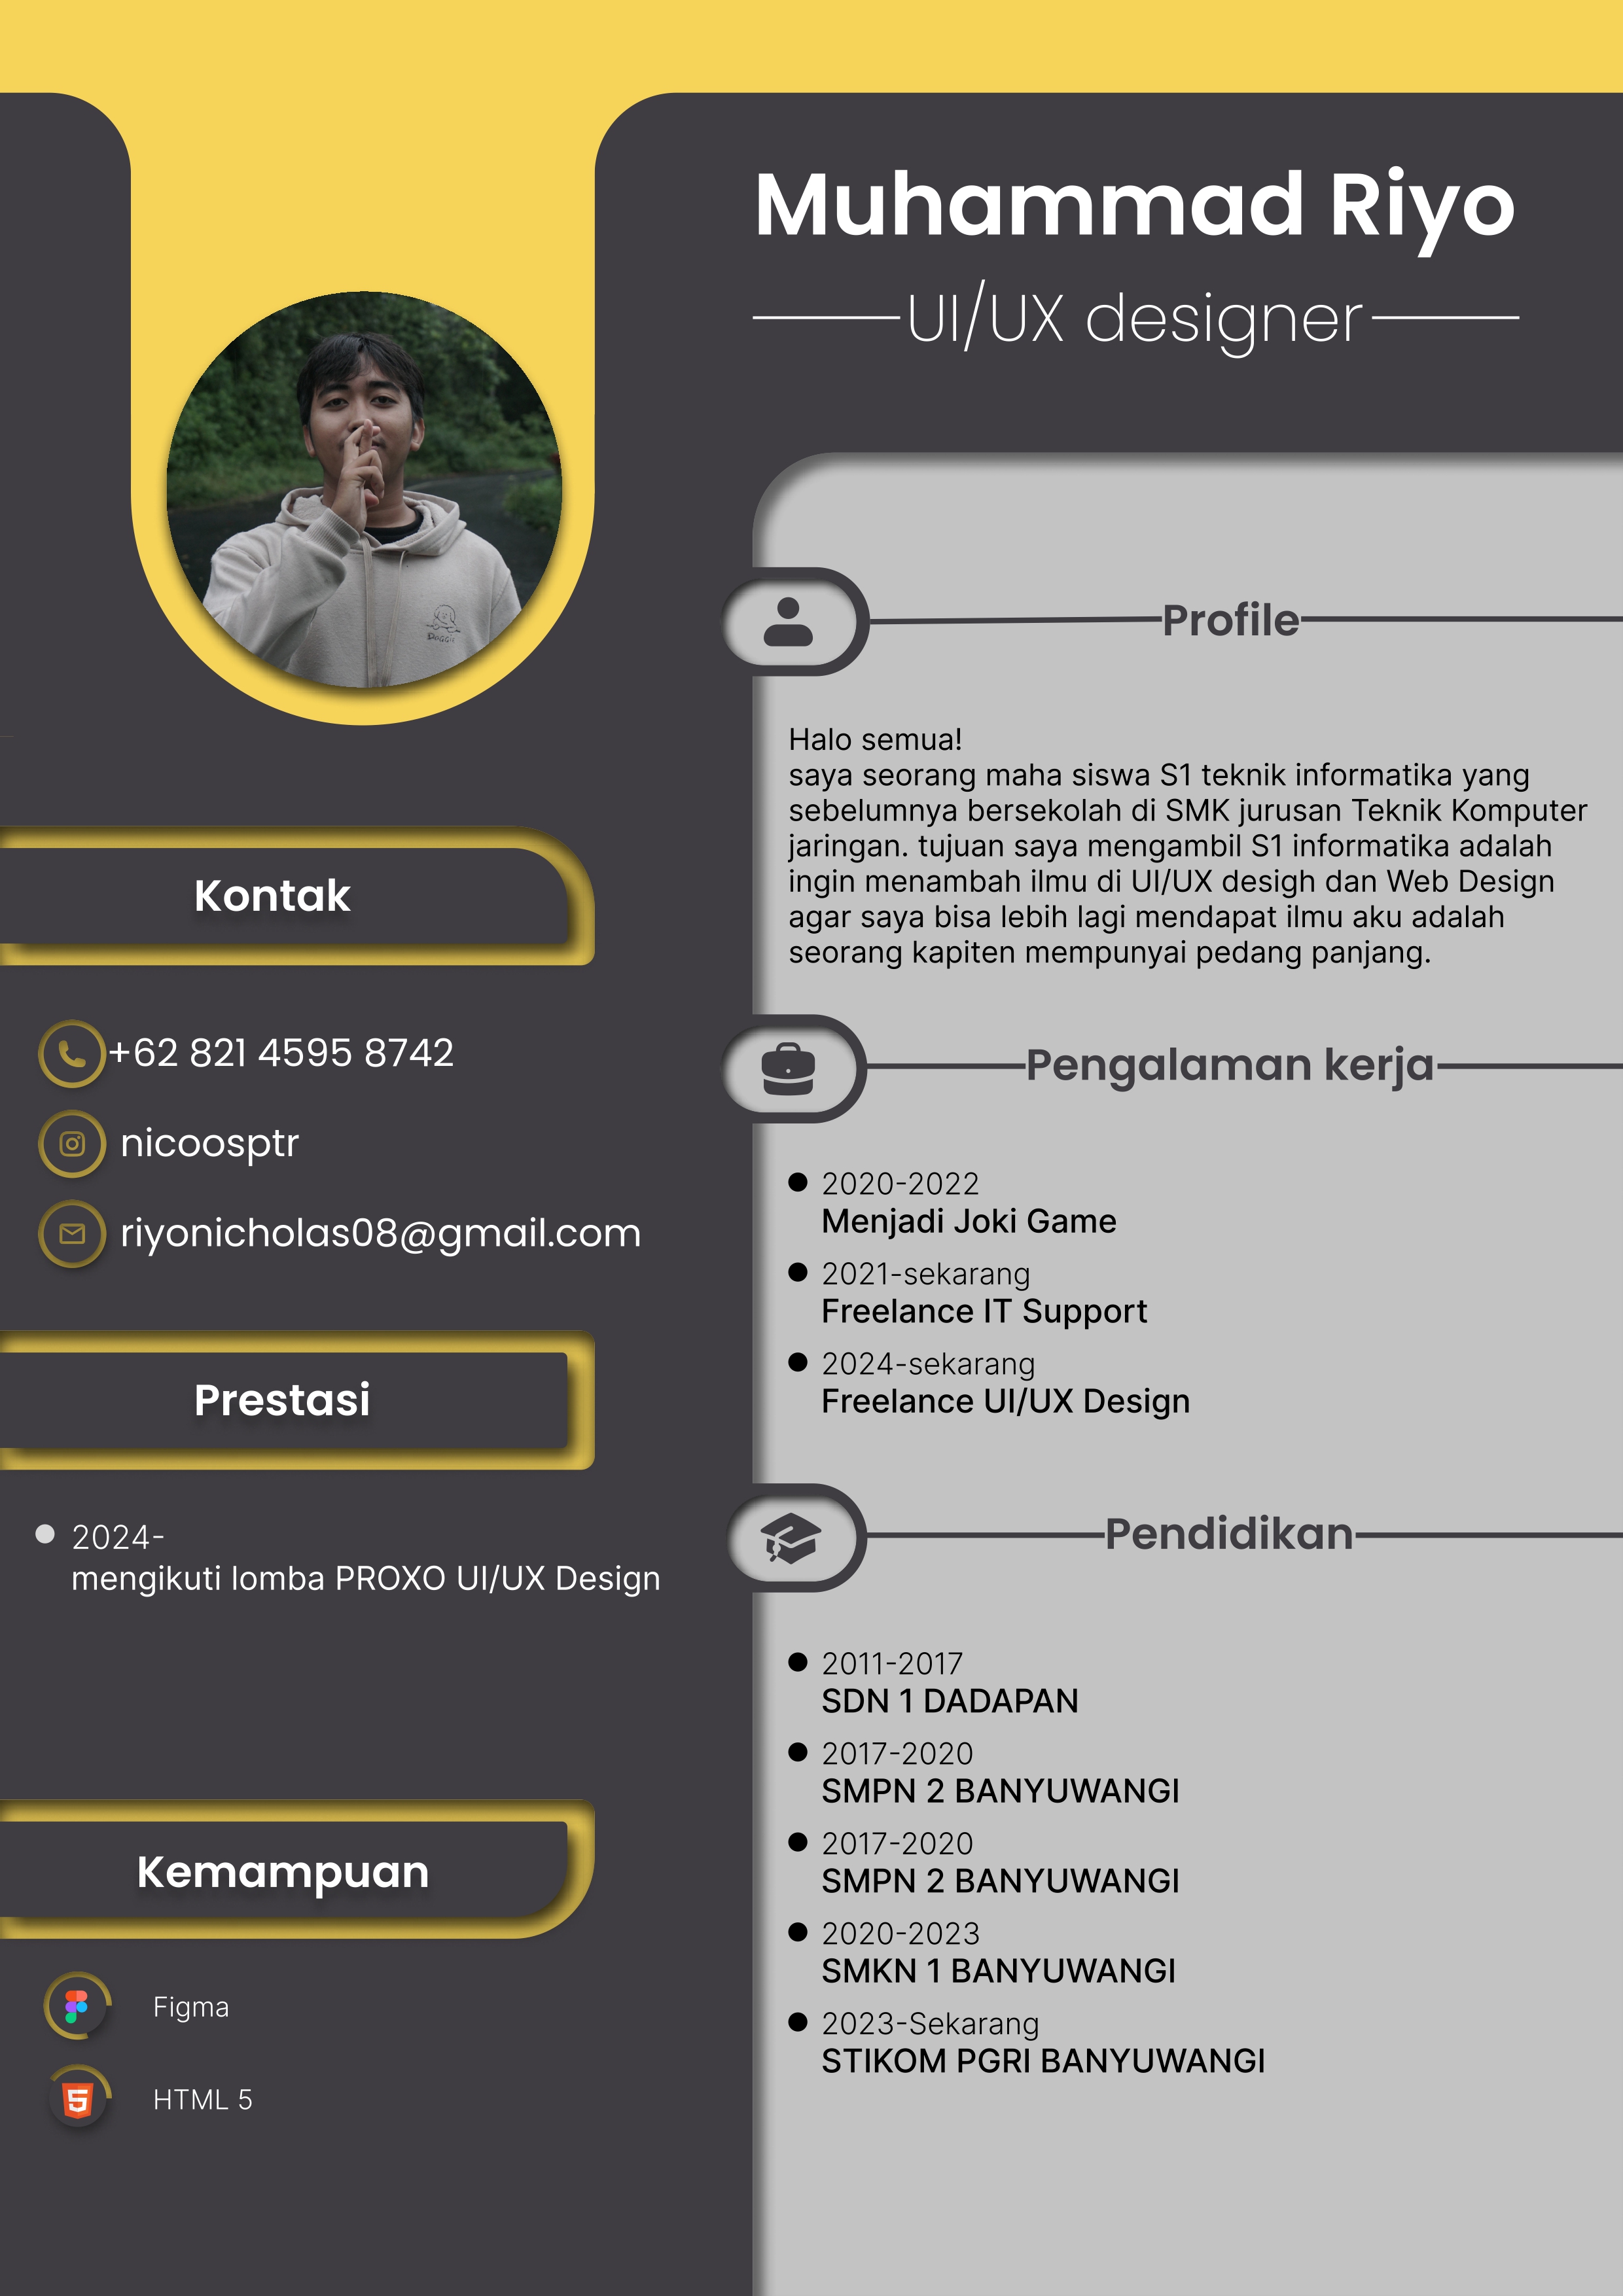 Muhammad Riyo
UI/UX designer
Kontak
+62 821 4595 8742
nicoosptr
riyonicholas08@gmail.com
Prestasi
2024-
mengikuti lomba PROXO UI/UX Design
Kemampuan
Figma
HTML 5
Profile
Halo semua!
saya seorang maha siswa S1 teknik informatika yang
sebelumnya bersekolah di SMK jurusan Teknik Komputer
jaringan. tujuan saya mengambil S1 informatika adalah
ingin menambah ilmu di UI/UX desigh dan Web Design
agar saya bisa lebih lagi mendapat ilmu aku adalah
seorang kapiten mempunyai pedang panjang.
Pengalaman kerja
2020-2022
Menjadi Joki Game
2021-sekarang
Freelance IT Support
2024-sekarang
Freelance UI/UX Design
Pendidikan
2011-2017
SDN 1 DADAPAN
2017-2020
SMPN 2 BANYUWANGI
2017-2020
SMPN 2 BANYUWANGI
2020-2023
SMKN 1 BANYUWANGI
2023-Sekarang
STIKOM PGRI BANYUWANGI